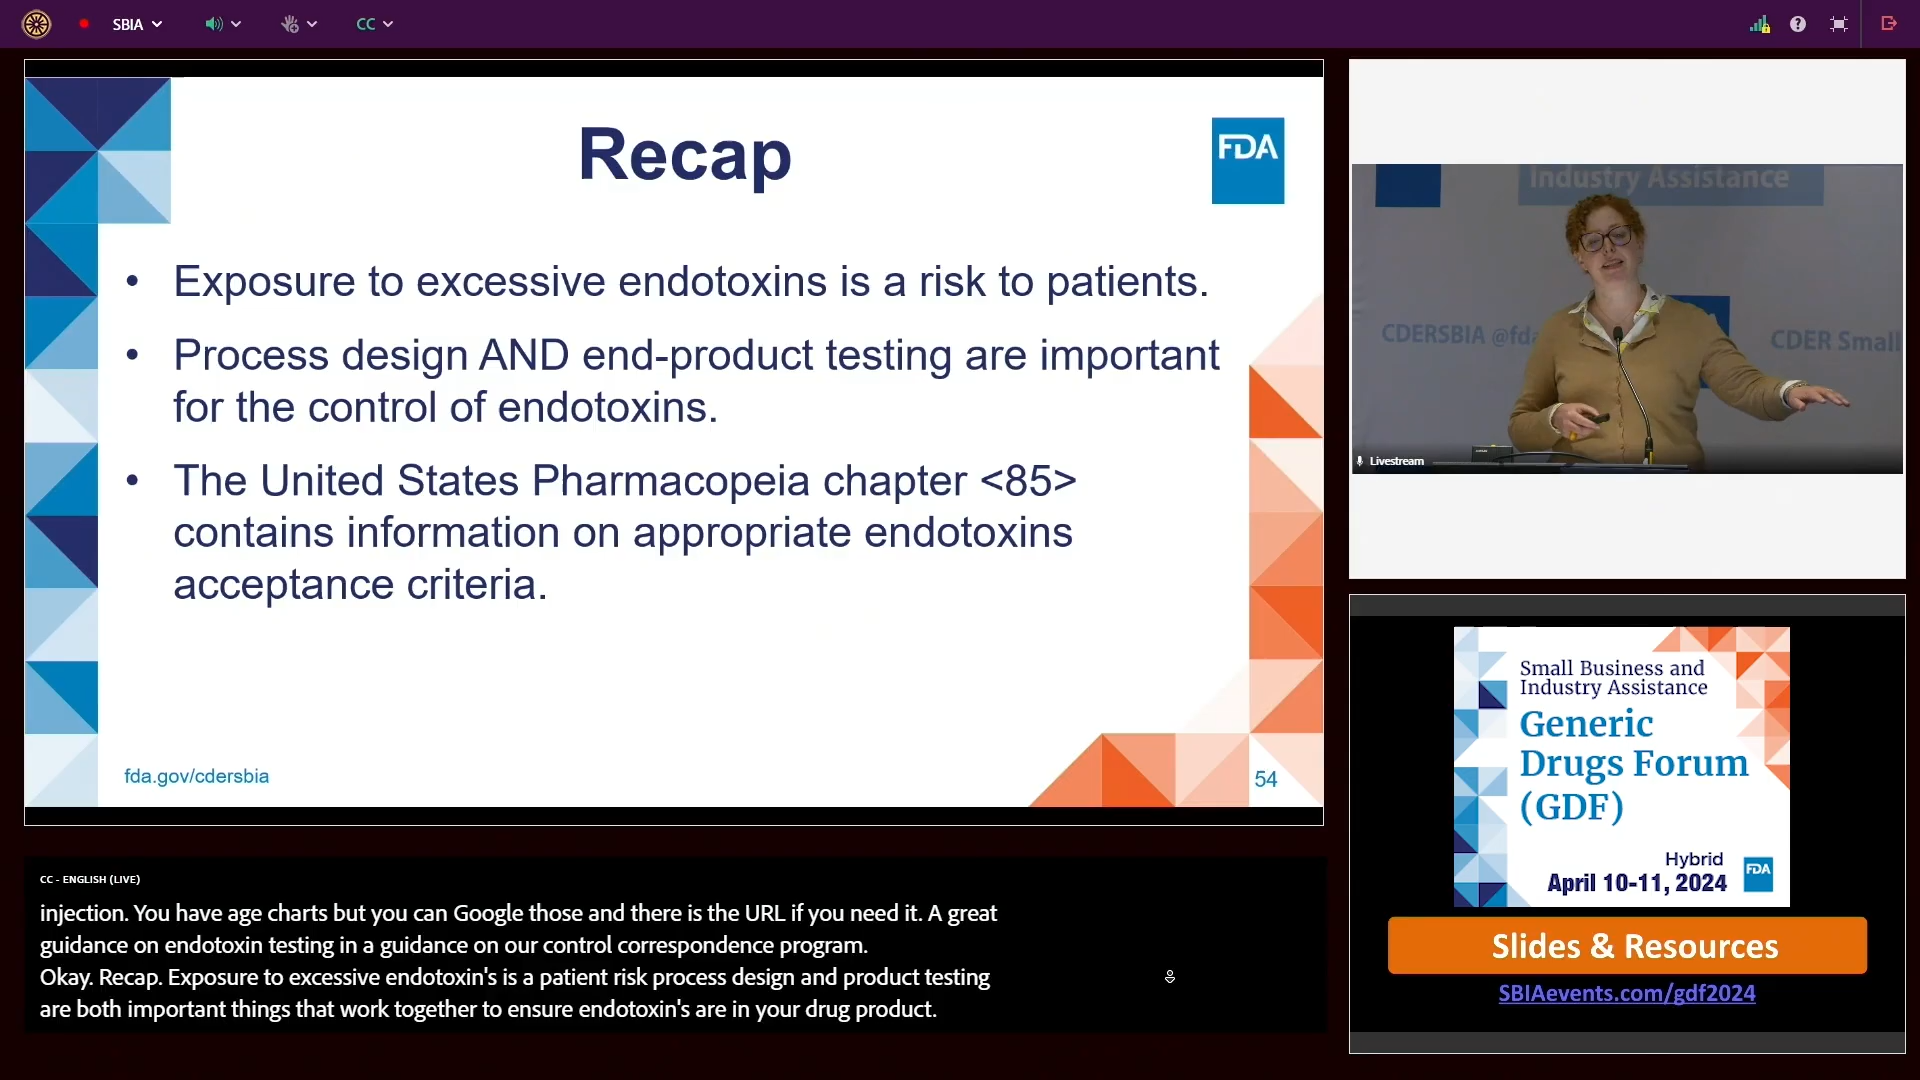 SBIA
CC
Recap
FDA
• Exposure to excessive endotoxins is a risk to patients.
• Process design AND end-product testing are important
for the control of endotoxins.
• The United States Pharmacopeia chapter <85>
contains information on appropriate endotoxins
acceptance criteria.
fda.gov/cdersbia
54
Industry Assistance
CDERSBIA @fda
CDER Small
Livestream
Small Business and
Industry Assistance
Generic
Drugs Forum
(GDF)
Hybrid
April 10-11, 2024
FDA
Slides & Resources
SBIAevents.com/gdf2024
CC - ENGLISH (LIVE)
injection. You have age charts but you can Google those and there is the URL if you need it. A great
guidance on endotoxin testing in a guidance on our control correspondence program.
Okay. Recap. Exposure to excessive endotoxin's is a patient risk process design and product testing
are both important things that work together to ensure endotoxin's are in your drug product.